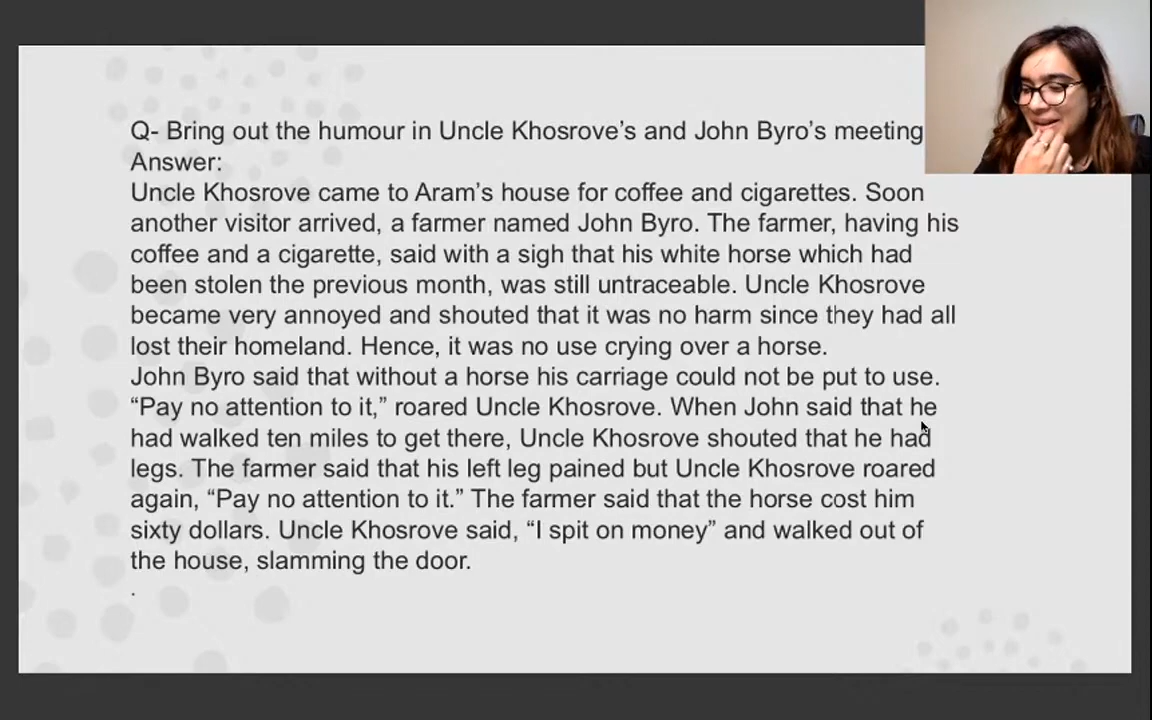 Q- Bring out the humour in Uncle Khosrove’s and John Byro’s meeting
Answer:
Uncle Khosrove came to Aram’s house for coffee and cigarettes. Soon
another visitor arrived, a farmer named John Byro. The farmer, having his
coffee and a cigarette, said with a sigh that his white horse which had
been stolen the previous month, was still untraceable. Uncle Khosrove
became very annoyed and shouted that it was no harm since they had all
lost their homeland. Hence, it was no use crying over a horse.
John Byro said that without a horse his carriage could not be put to use.
“Pay no attention to it,” roared Uncle Khosrove. When John said that he
had walked ten miles to get there, Uncle Khosrove shouted that he had
legs. The farmer said that his left leg pained but Uncle Khosrove roared
again, “Pay no attention to it.” The farmer said that the horse cost him
sixty dollars. Uncle Khosrove said, “I spit on money” and walked out of
the house, slamming the door.
.